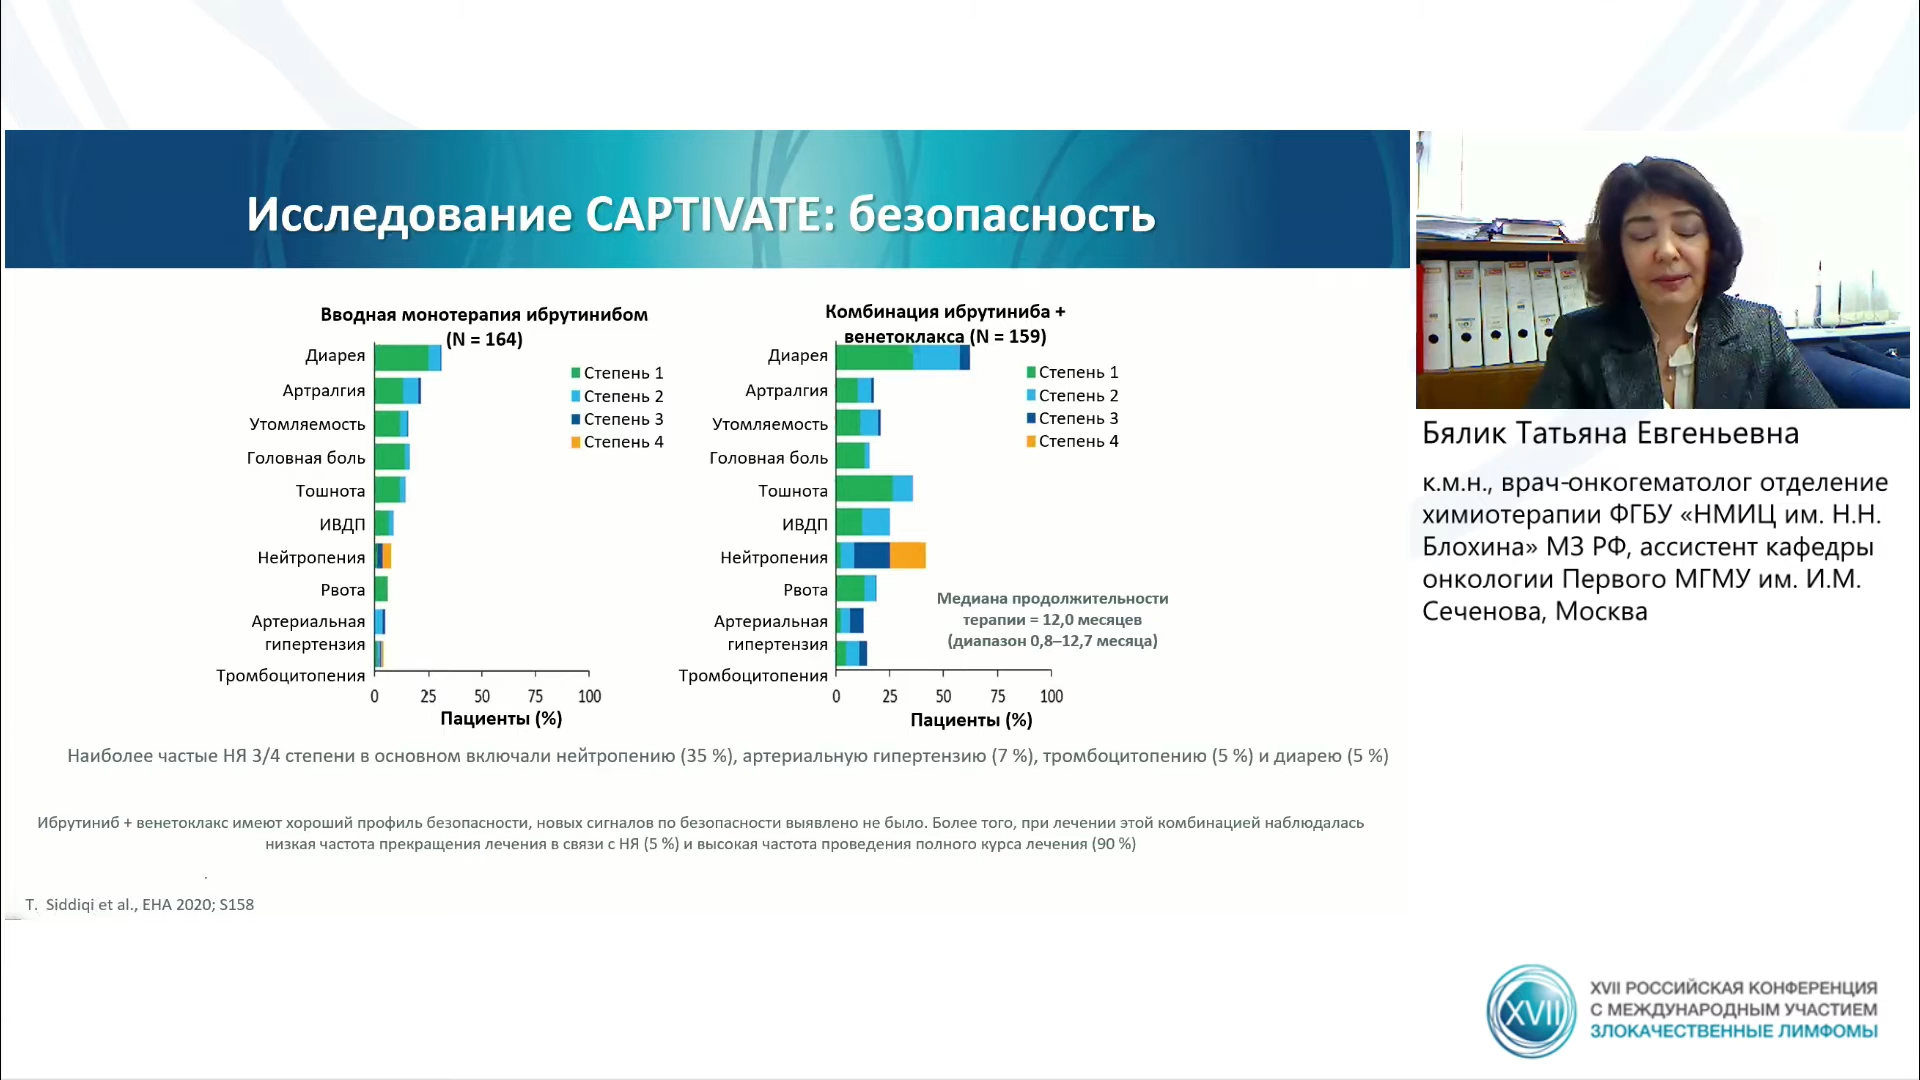 Исследование CAPTIVATE: безопасность
Вводная монотерапия ибрутинибом
(N = 164)
Диарея
Артралгия
Утомляемость
Головная боль
Тошнота
ИВДП
Нейтропения
Рвота
Артериальная
гипертензия
Тромбоцитопения
Степень 1
Степень 2
Степень 3
Степень 4
0 25 50 75 100
Пациенты (%)
Комбинация ибрутиниба +
венетоклакса (N = 159)
Диарея
Артралгия
Утомляемость
Головная боль
Тошнота
ИВДП
Нейтропения
Рвота
Артериальная
гипертензия
Тромбоцитопения
Степень 1
Степень 2
Степень 3
Степень 4
Медиана продолжительности
терапии = 12,0 месяцев
(диапазон 0,8–12,7 месяца)
0 25 50 75 100
Пациенты (%)
Наиболее частые НЯ 3/4 степени в основном включали нейтропению (35 %), артериальную гипертензию (7 %), тромбоцитопению (5 %) и диарею (5 %)
Ибрутиниб + венетоклакс имеют хороший профиль безопасности, новых сигналов по безопасности выявлено не было. Более того, при лечении этой комбинацией наблюдалась
низкая частота прекращения лечения в связи с НЯ (5 %) и высокая частота проведения полного курса лечения (90 %)
.
T. Siddiqi et al., EHA 2020; S158
Бялик Татьяна Евгеньевна
к.м.н., врач-онкогематолог отделение
химиотерапии ФГБУ «НМИЦ им. Н.Н.
Блохина» МЗ РФ, ассистент кафедры
онкологии Первого МГМУ им. И.М.
Сеченова, Москва
XVII
XVII РОССИЙСКАЯ КОНФЕРЕНЦИЯ
С МЕЖДУНАРОДНЫМ УЧАСТИЕМ
ЗЛОКАЧЕСТВЕННЫЕ ЛИМФОМЫ